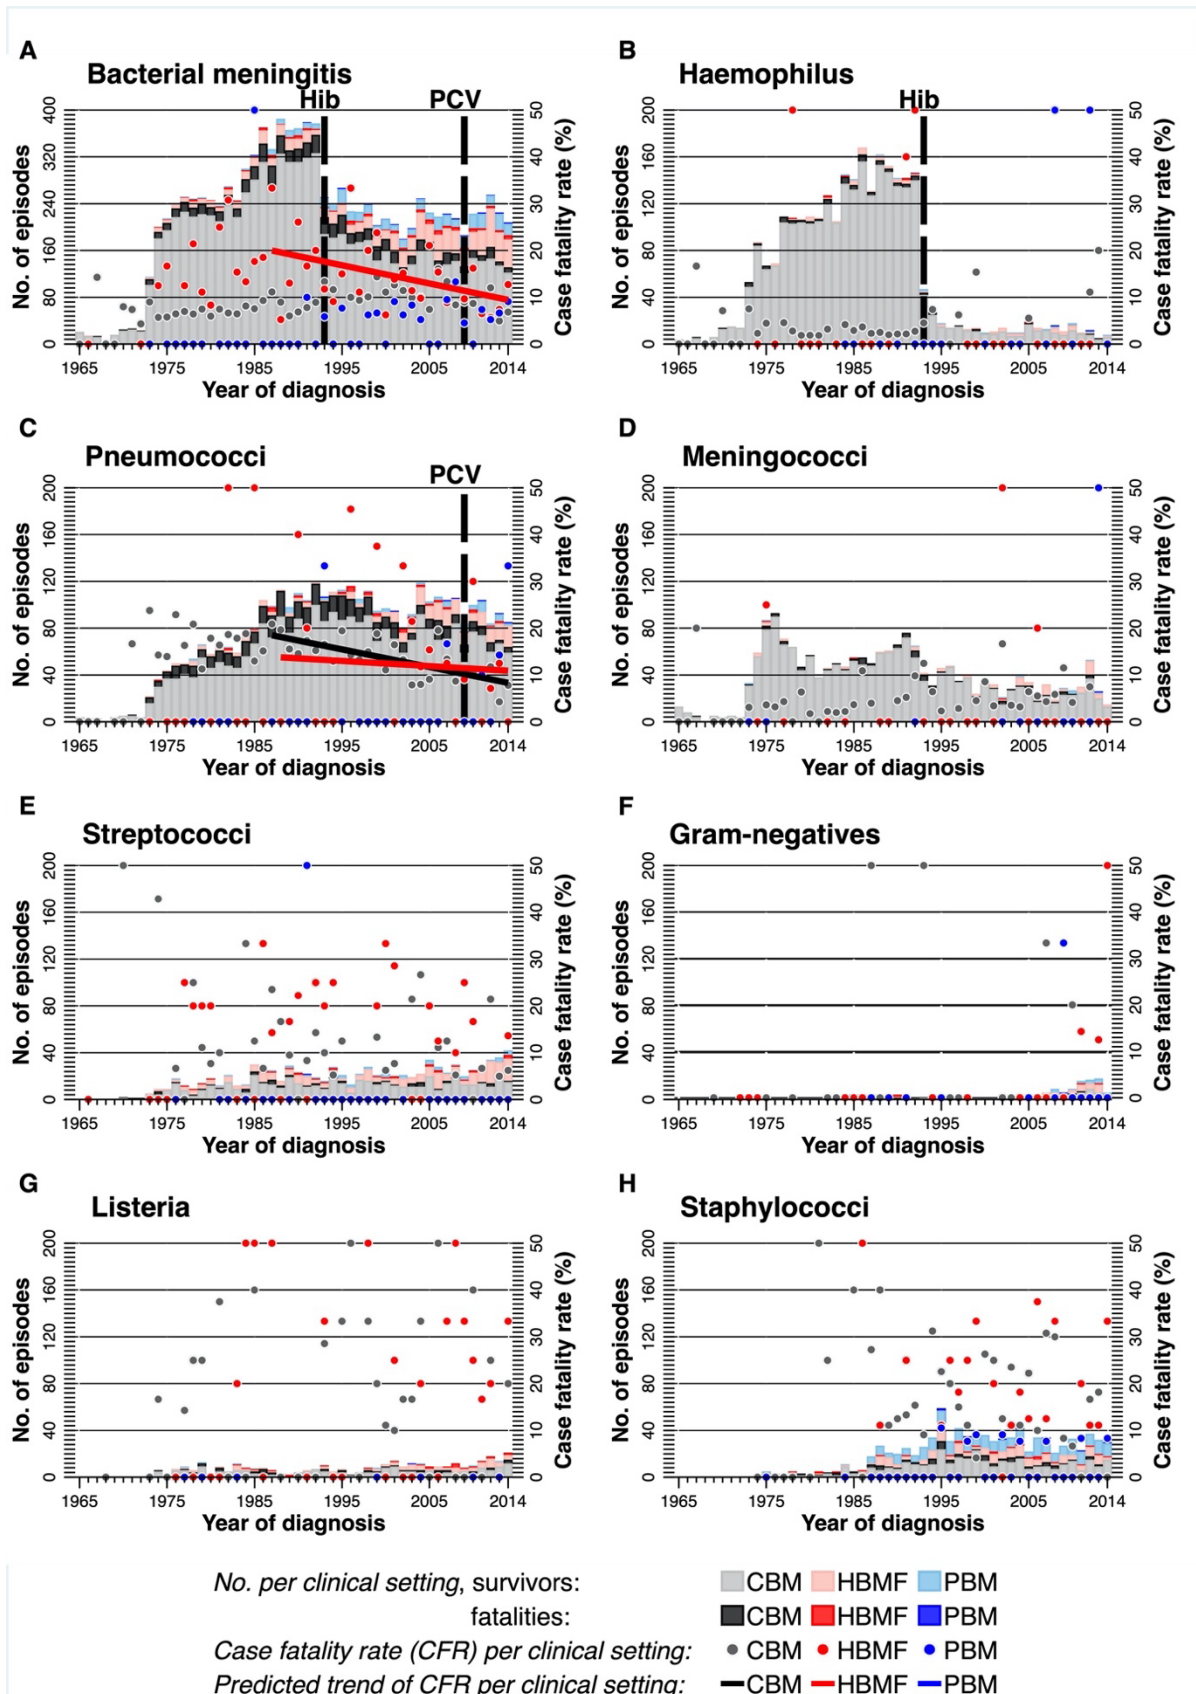 A
Bacterial meningitis
Hib PCV
400
320
240
160
80
0
50
40
30
20
10
0
No. of episodes
Case fatality rate (%)
1965 1975 1985 1995 2005 2014
Year of diagnosis
B
Haemophilus
Hib
200
160
120
80
40
0
50
40
30
20
10
0
No. of episodes
Case fatality rate (%)
1965 1975 1985 1995 2005 2014
Year of diagnosis
C
Pneumococci
PCV
200
160
120
80
40
0
50
40
30
20
10
0
No. of episodes
Case fatality rate (%)
1965 1975 1985 1995 2005 2014
Year of diagnosis
D
Meningococci
200
160
120
80
40
0
50
40
30
20
10
0
No. of episodes
Case fatality rate (%)
1965 1975 1985 1995 2005 2014
Year of diagnosis
E
Streptococci
200
160
120
80
40
0
50
40
30
20
10
0
No. of episodes
Case fatality rate (%)
1965 1975 1985 1995 2005 2014
Year of diagnosis
F
Gram-negatives
200
160
120
80
40
0
50
40
30
20
10
0
No. of episodes
Case fatality rate (%)
1965 1975 1985 1995 2005 2014
Year of diagnosis
G
Listeria
200
160
120
80
40
0
50
40
30
20
10
0
No. of episodes
Case fatality rate (%)
1965 1975 1985 1995 2005 2014
Year of diagnosis
H
Staphylococci
200
160
120
80
40
0
50
40
30
20
10
0
No. of episodes
Case fatality rate (%)
1965 1975 1985 1995 2005 2014
Year of diagnosis
No. per clinical setting, survivors: CBM HBMF PBM
fatalities: CBM HBMF PBM
Case fatality rate (CFR) per clinical setting: CBM HBMF PBM
Predicted trend of CFR per clinical setting: CBM HBMF PBM